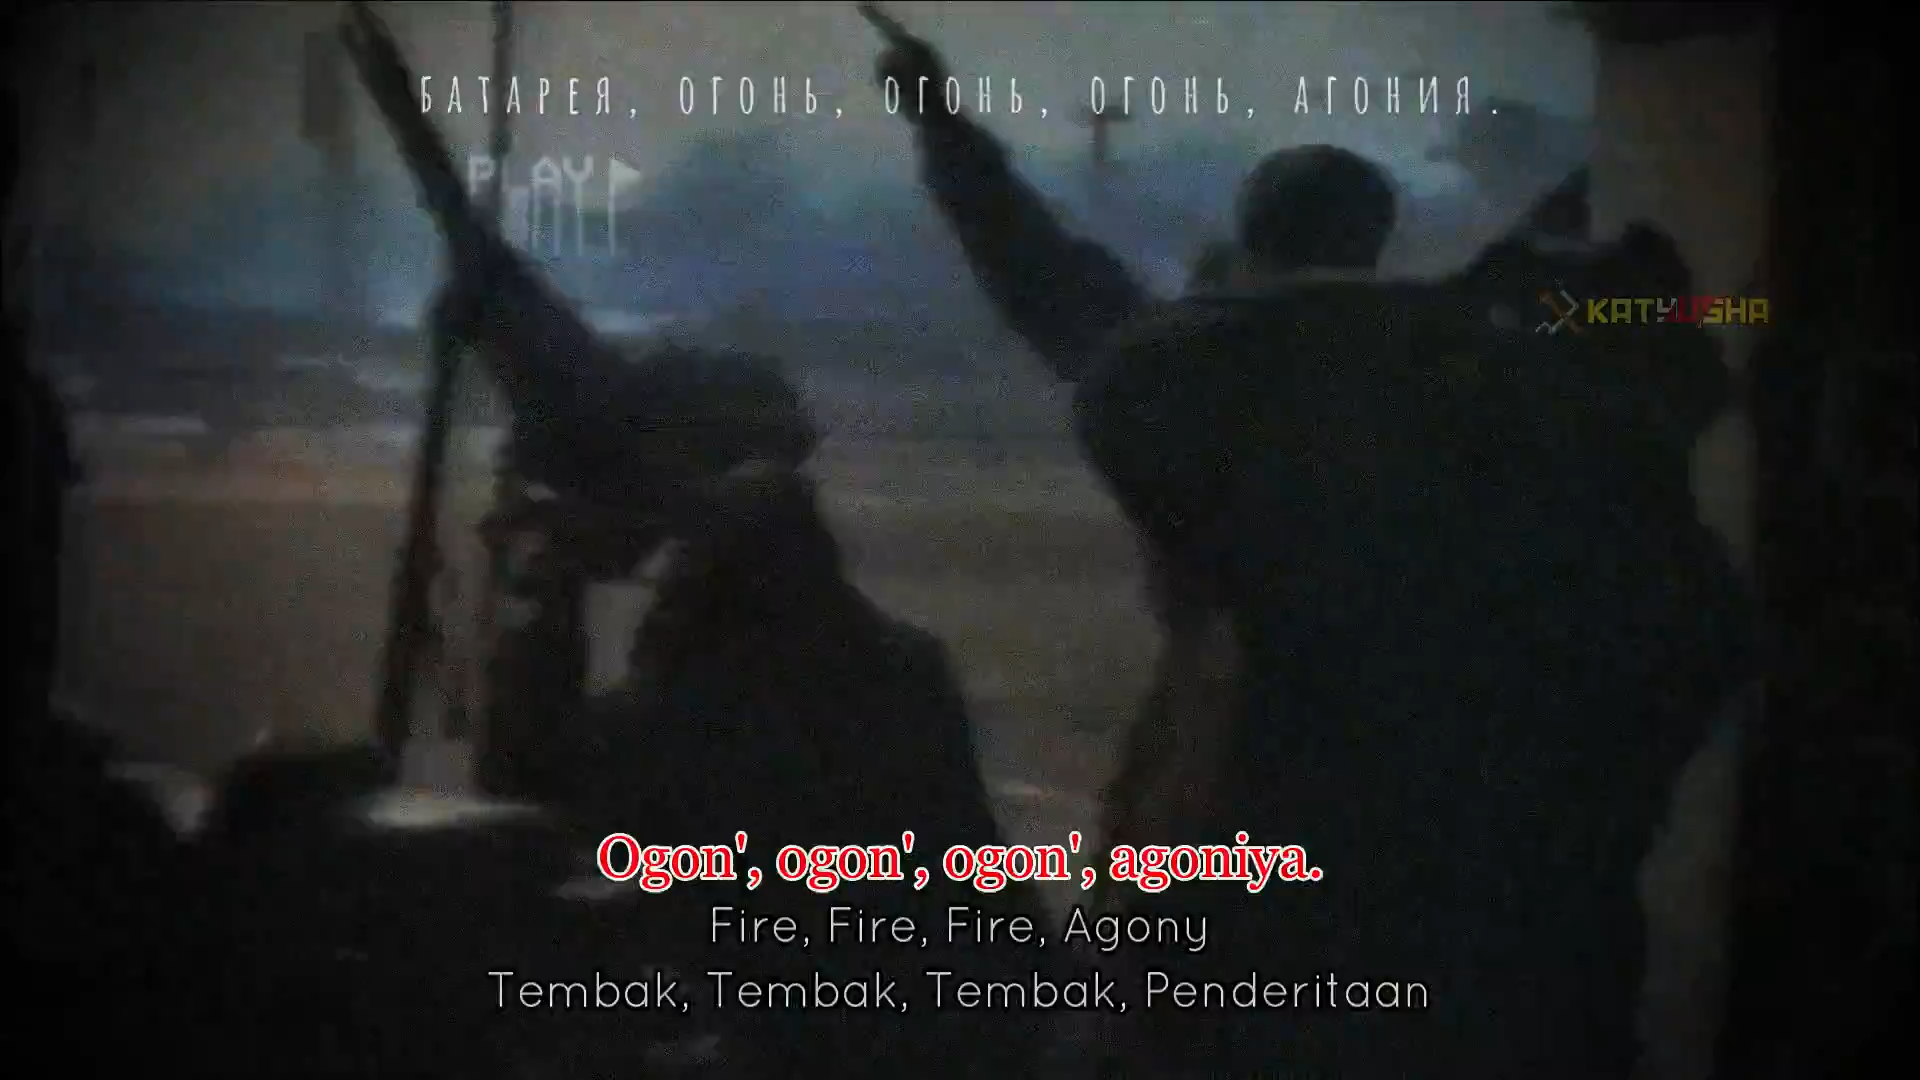 БАТАРЕЯ, ОГОНЬ, ОГОНЬ, ОГОНЬ, АГОНИЯ.
PLAY
KATYUSHA
Ogon', ogon', ogon', agoniya.
Fire, Fire, Fire, Agony
Tembak, Tembak, Tembak, Penderitaan